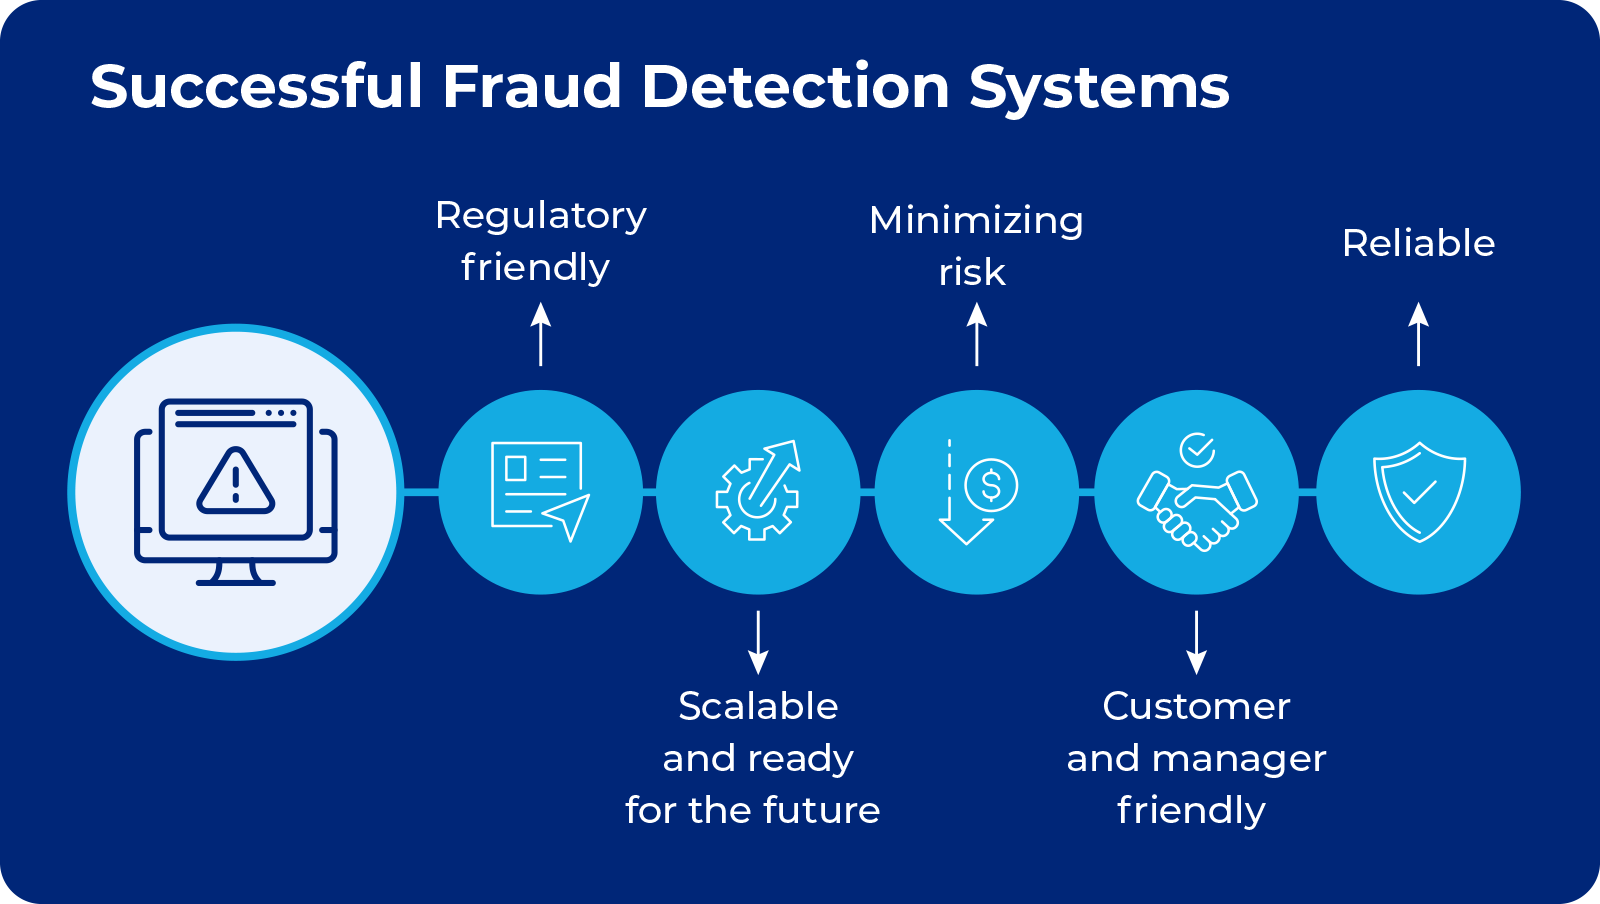 Successful Fraud Detection Systems
Regulatory
friendly
Minimizing
risk
Reliable
$
Scalable
and ready
for the future
Customer
and manager
friendly